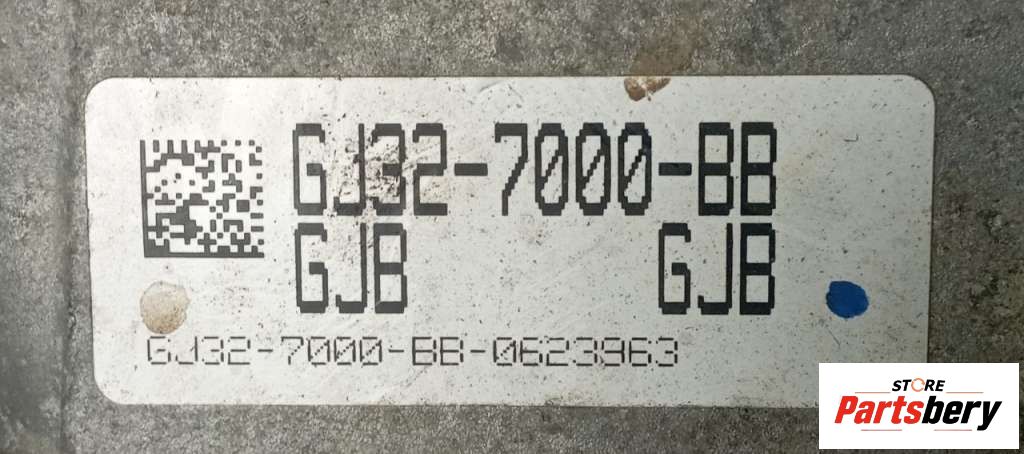 GJ32-7000-BB
GJB GJB
GJ32-7000-BB-0623963
STORE
Partsbery